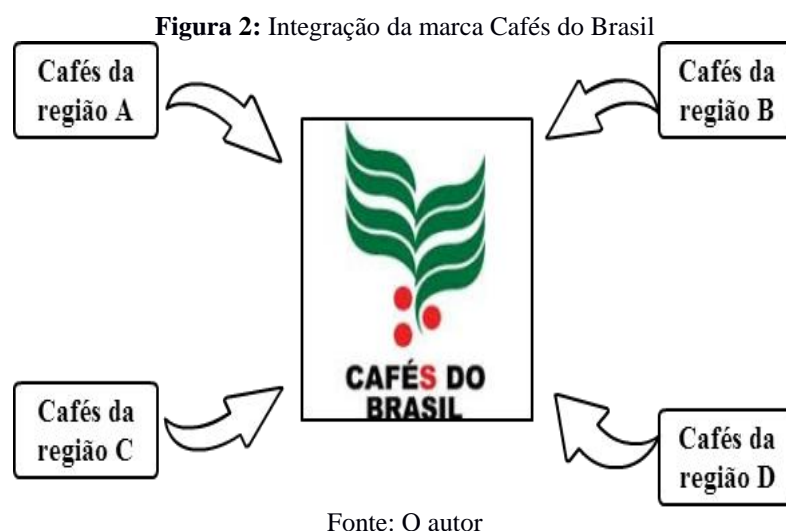 Figura 2: Integração da marca Cafés do Brasil
Cafés da
região A
Cafés da
região B
CAFÉS DO
BRASIL
Cafés da
região C
Cafés da
região D
Fonte: O autor